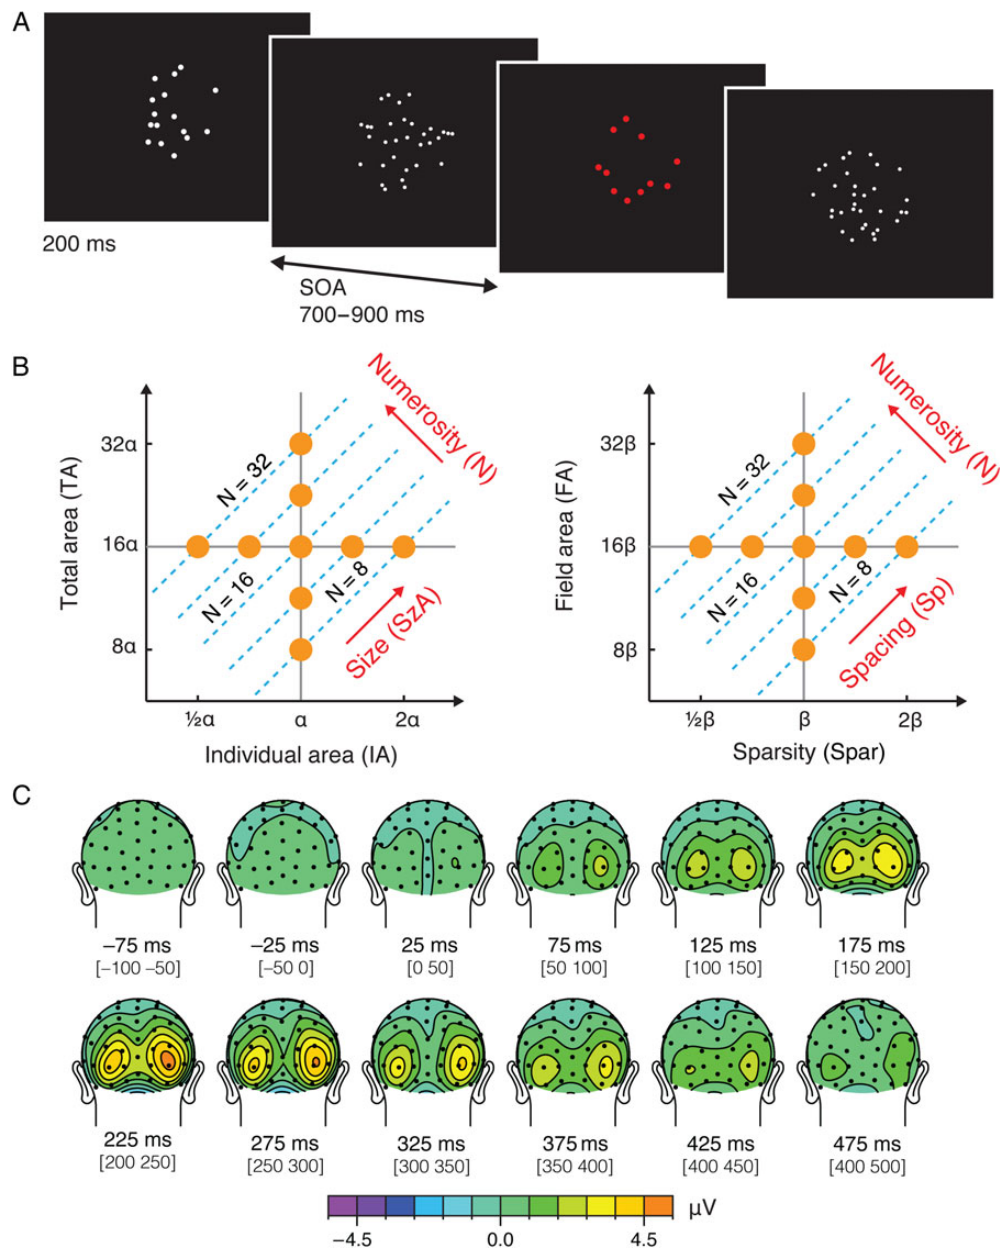 A
200 ms
SOA
700–900 ms
B
Total area (TA)
32α
16α
8α
½α
α
2α
Individual area (IA)
N = 32
N = 16
N = 8
Numerosity (N)
Size (SzA)
Field area (FA)
32β
16β
8β
½β
β
2β
Sparsity (Spar)
N = 32
N = 16
N = 8
Numerosity (N)
Spacing (Sp)
C
–75 ms
[–100 –50]
–25 ms
[–50 0]
25 ms
[0 50]
75 ms
[50 100]
125 ms
[100 150]
175 ms
[150 200]
225 ms
[200 250]
275 ms
[250 300]
325 ms
[300 350]
375 ms
[350 400]
425 ms
[400 450]
475 ms
[400 500]
μV
–4.5
0.0
4.5